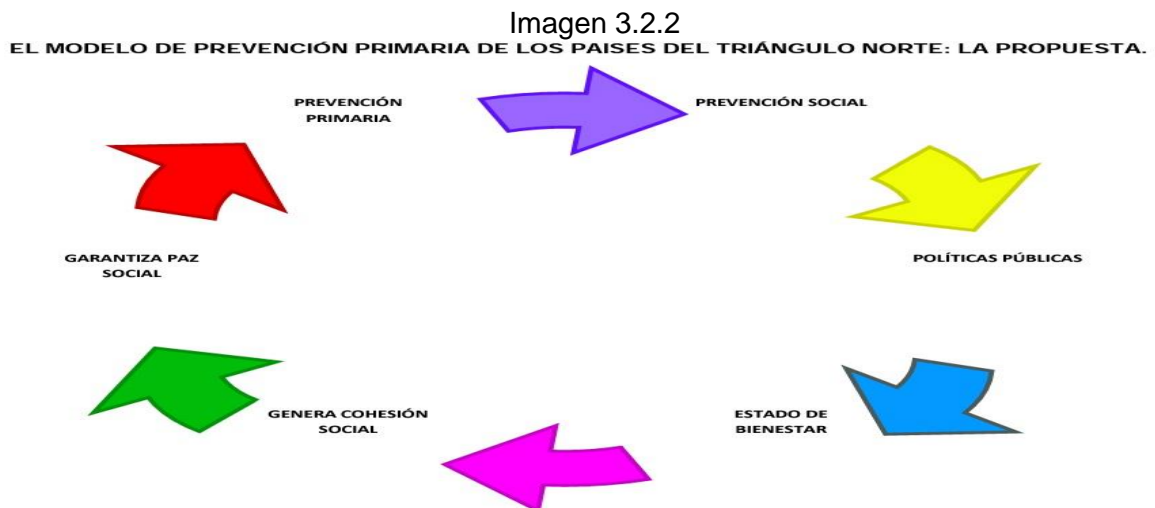 Imagen 3.2.2
EL MODELO DE PREVENCIÓN PRIMARIA DE LOS PAISES DEL TRIÁNGULO NORTE: LA PROPUESTA.
PREVENCIÓN
PRIMARIA
PREVENCIÓN SOCIAL
GARANTIZA PAZ
SOCIAL
POLÍTICAS PÚBLICAS
GENERA COHESIÓN
SOCIAL
ESTADO DE
BIENESTAR